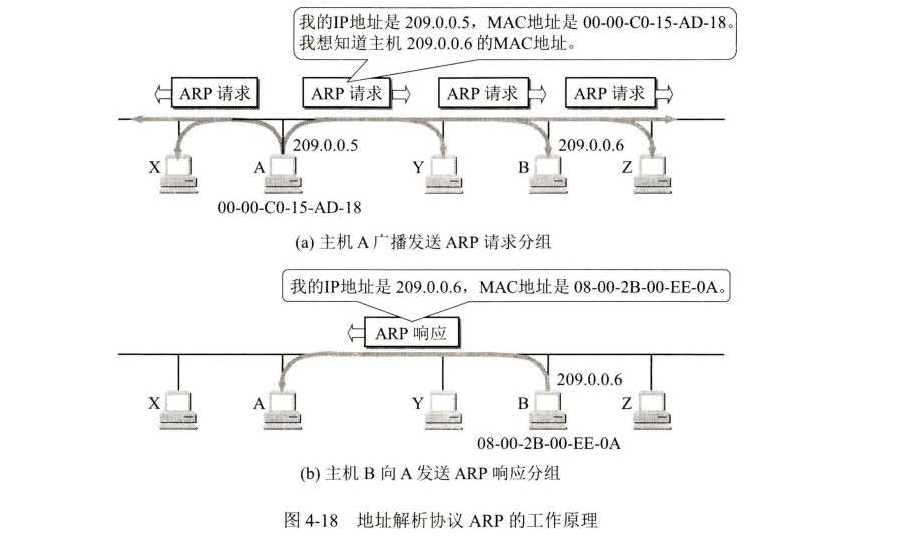 我的IP地址是 209.0.0.5，MAC地址是 00-00-C0-15-AD-18。
我想知道主机 209.0.0.6 的MAC地址。
ARP 请求
ARP 请求
ARP 请求
ARP 请求
209.0.0.5
209.0.0.6
X
A
Y
B
Z
00-00-C0-15-AD-18
(a) 主机 A 广播发送 ARP 请求分组
我的IP地址是 209.0.0.6，MAC地址是 08-00-2B-00-EE-0A。
ARP 响应
209.0.0.6
X
A
Y
B
Z
08-00-2B-00-EE-0A
(b) 主机 B 向 A 发送 ARP 响应分组
图 4-18 地址解析协议 ARP 的工作原理